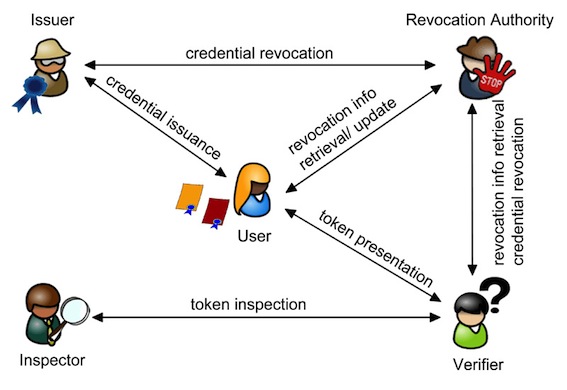 Issuer
Revocation Authority
credential revocation
STOP
credential issuance
revocation info
retrieval/ update
revocation info retrieval
credential revocation
User
token presentation
token inspection
?
Inspector
Verifier